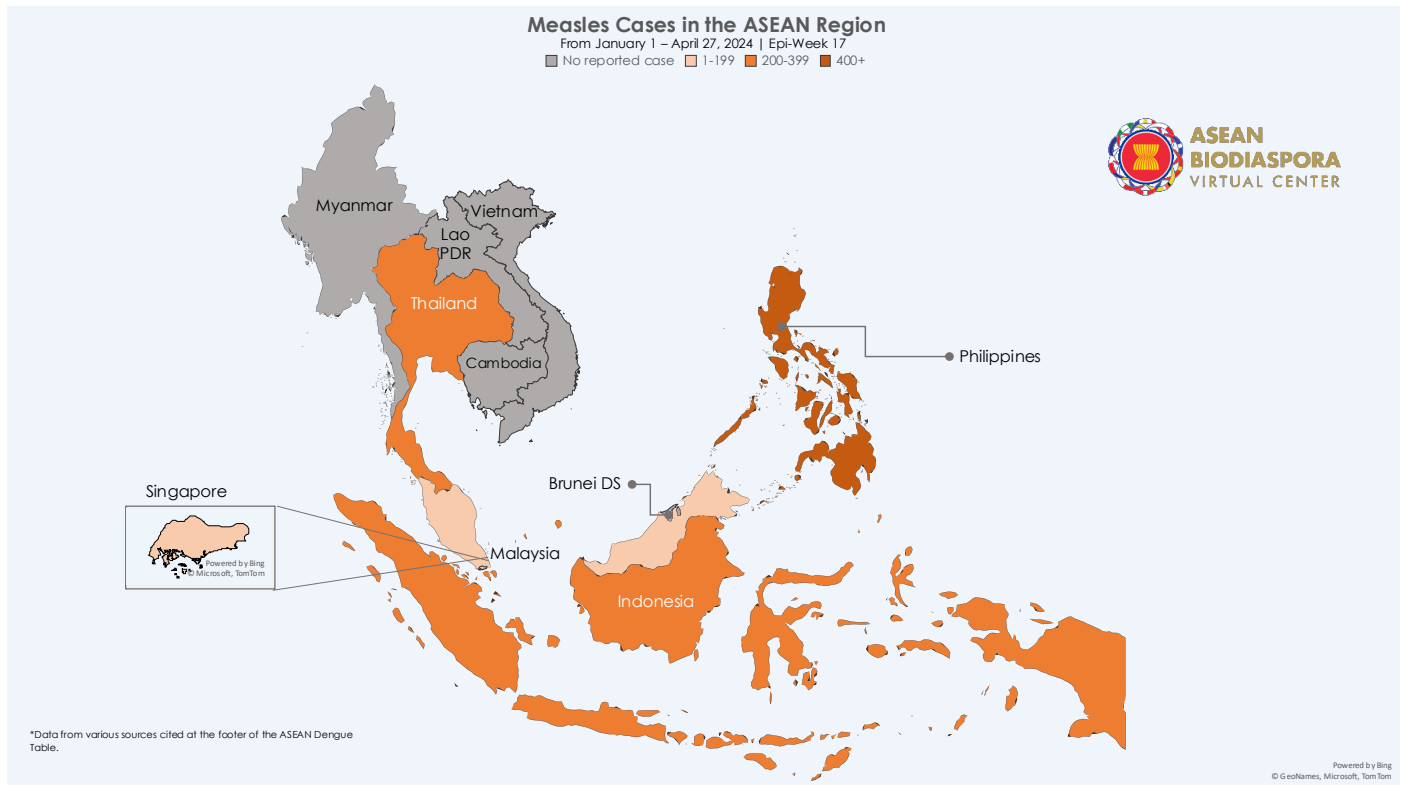 Measles Cases in the ASEAN Region
From January 1 – April 27, 2024 | Epi-Week 17
No reported case 1-199 200-399 400+
ASEAN
BIODIASPORA
VIRTUAL CENTER
Myanmar
Vietnam
Lao
PDR
Thailand
Cambodia
Philippines
Brunei DS
Singapore
Powered by Bing
© Microsoft, TomTom
Malaysia
Indonesia
*Data from various sources cited at the footer of the ASEAN Dengue
Table.
Powered by Bing
© GeoNames, Microsoft, TomTom